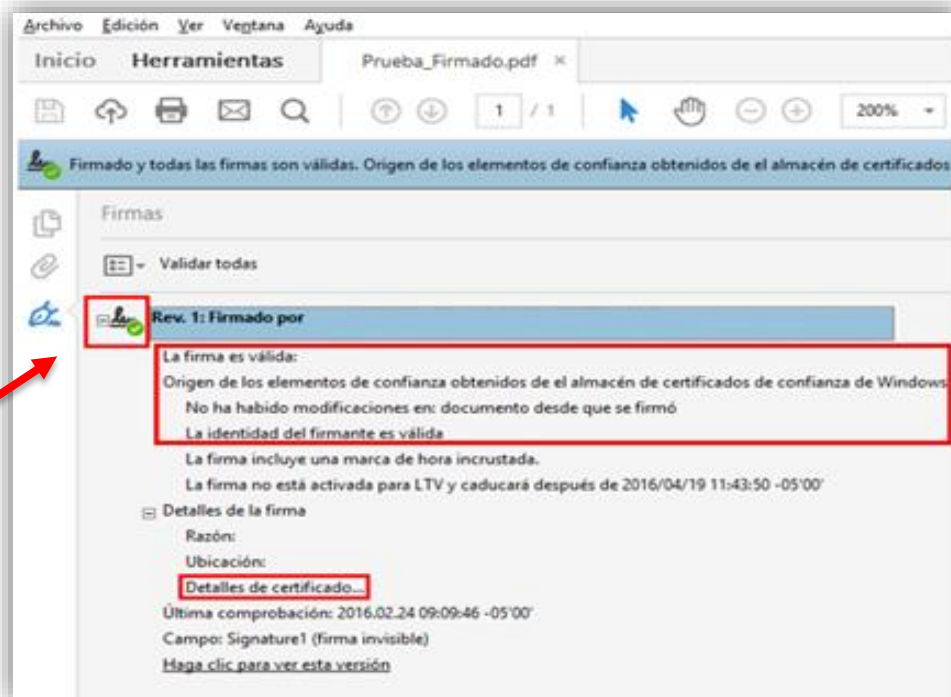 Archivo Edición Ver Ventana Ayuda
Inicio Herramientas Prueba_Firmado.pdf ×
1 / 1 200%
Firmado y todas las firmas son válidas. Origen de los elementos de confianza obtenidos de el almacén de certificados
Firmas
Validar todas
Rev. 1: Firmado por
La firma es válida:
Origen de los elementos de confianza obtenidos de el almacén de certificados de confianza de Windows
No ha habido modificaciones en: documento desde que se firmó
La identidad del firmante es válida
La firma incluye una marca de hora incrustada.
La firma no está activada para LTV y caducará después de 2016/04/19 11:43:50 -05'00'
Detalles de la firma
Razón:
Ubicación:
Detalles de certificado...
Última comprobación: 2016.02.24 09:09:46 -05'00'
Campo: Signature1 (firma invisible)
Haga clic para ver esta versión